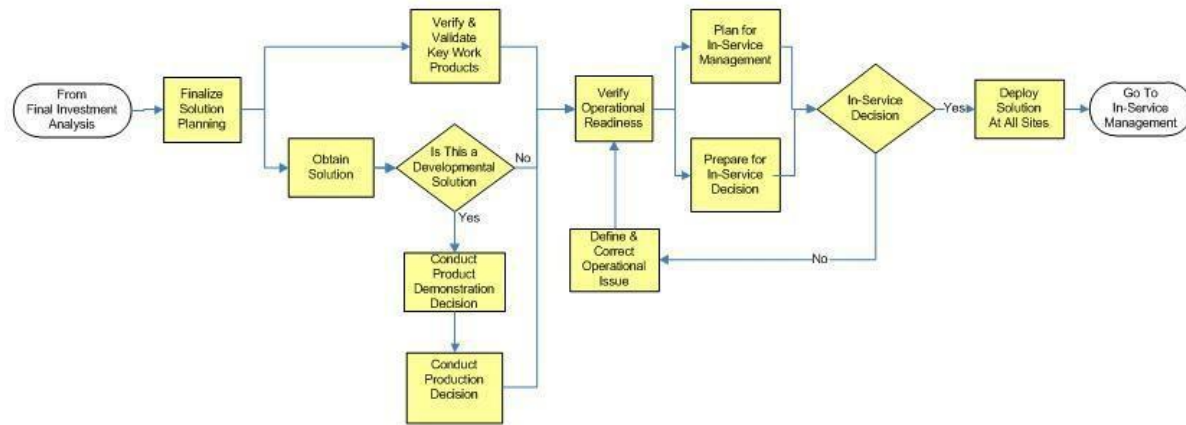 From
Final Investment
Analysis
Finalize
Solution
Planning
Verify &
Validate
Key Work
Products
Obtain
Solution
Is This a
Developmental
Solution
No
Yes
Conduct
Product
Demonstration
Decision
Conduct
Production
Decision
Verify
Operational
Readiness
Plan for
In-Service
Management
Prepare for
In-Service
Decision
Define &
Correct
Operational
Issue
In-Service
Decision
No
Yes
Deploy
Solution
At All Sites
Go To
In-Service
Management